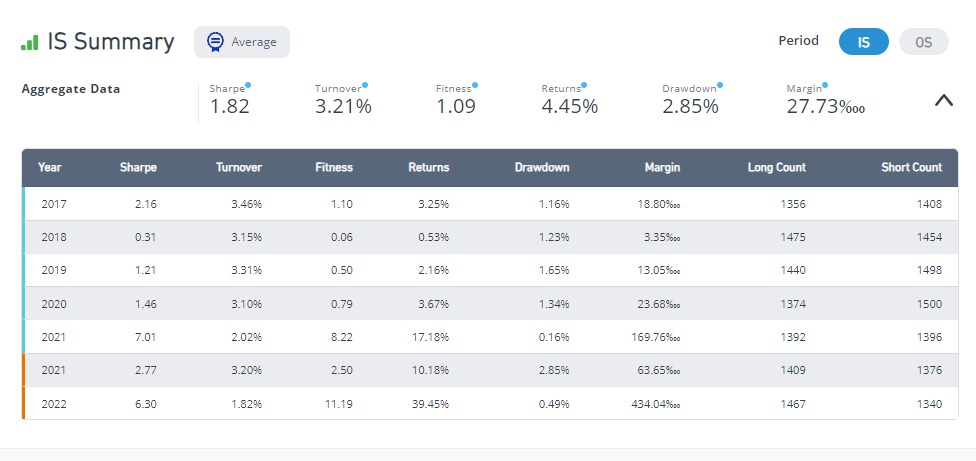 IS Summary Average Period IS OS
Aggregate Data Sharpe Turnover Fitness Returns Drawdown Margin
1.82 3.21% 1.09 4.45% 2.85% 27.73‱
Year Sharpe Turnover Fitness Returns Drawdown Margin Long Count Short Count
2017 2.16 3.46% 1.10 3.25% 1.16% 18.80‱ 1356 1408
2018 0.31 3.15% 0.06 0.53% 1.23% 3.35‱ 1475 1454
2019 1.21 3.31% 0.50 2.16% 1.65% 13.05‱ 1440 1498
2020 1.46 3.10% 0.79 3.67% 1.34% 23.68‱ 1374 1500
2021 7.01 2.02% 8.22 17.18% 0.16% 169.76‱ 1392 1396
2021 2.77 3.20% 2.50 10.18% 2.85% 63.65‱ 1409 1376
2022 6.30 1.82% 11.19 39.45% 0.49% 434.04‱ 1467 1340